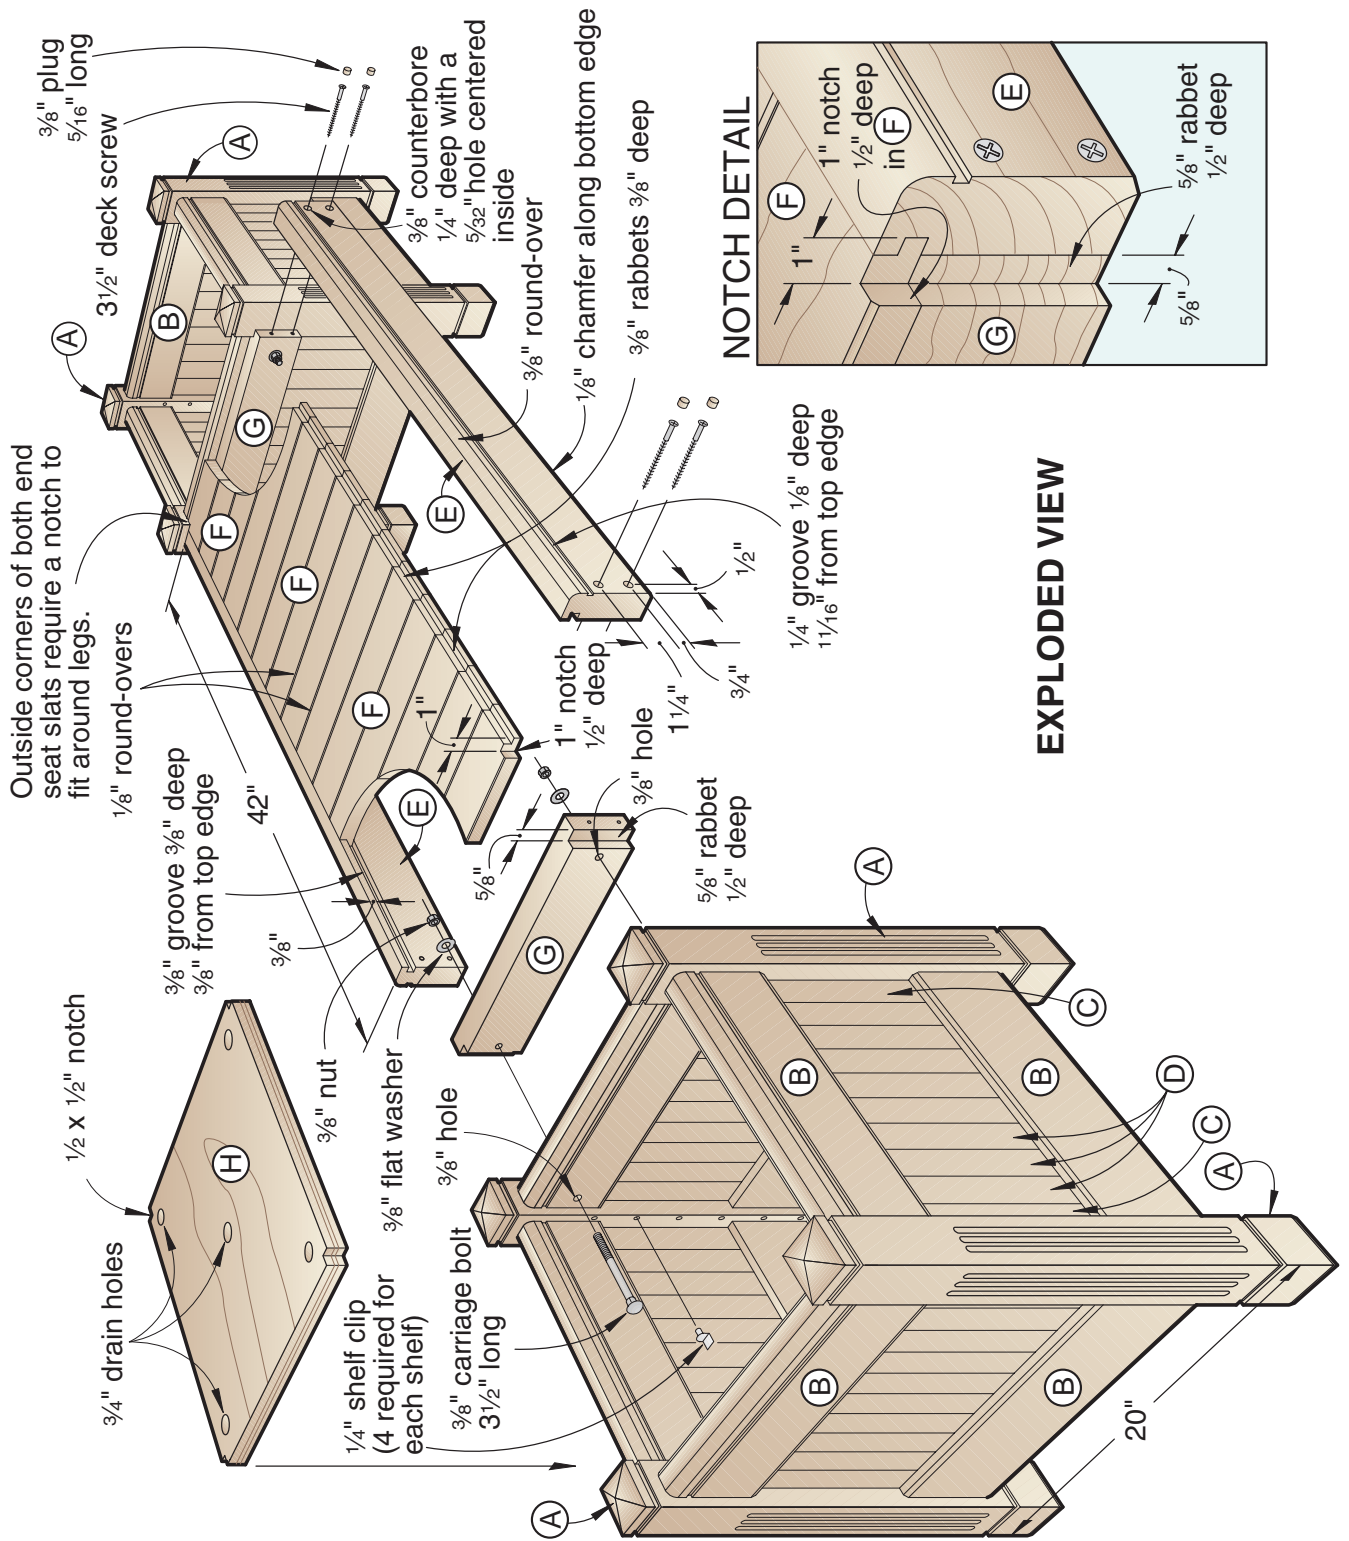 Outside corners of both end
seat slats require a notch to
fit around legs.
1/8" round-overs
3/8" groove 3/8" deep
3/8" from top edge
3/8"
42"
1/2 x 1/2" notch
3/4" drain holes
H
3/8" nut
3/8" flat washer
3/8" hole
1/4" shelf clip
(4 required for
each shelf)
3/8" carriage bolt
3 1/2" long
A
A
B
A
3 1/2" deck screw
3/8" plug
5/16" long
3/8" counterbore
1/4" deep with a
5/32" hole centered
inside
3/8" round-over
1/8" chamfer along bottom edge
3/8" rabbets 3/8" deep
G
F
F
F
E
E
1"
1" notch
1/2" deep
1 1/4"
3/4"
1/2"
1/4" groove 1/8" deep
11/16" from top edge
5/8"
3/8" hole
5/8" rabbet
1/2" deep
G
A
C
B
B
D
C
A
B
B
20"
EXPLODED VIEW
NOTCH DETAIL
F
1"
1" notch
1/2" deep
in F
E
G
5/8"
5/8" rabbet
1/2" deep